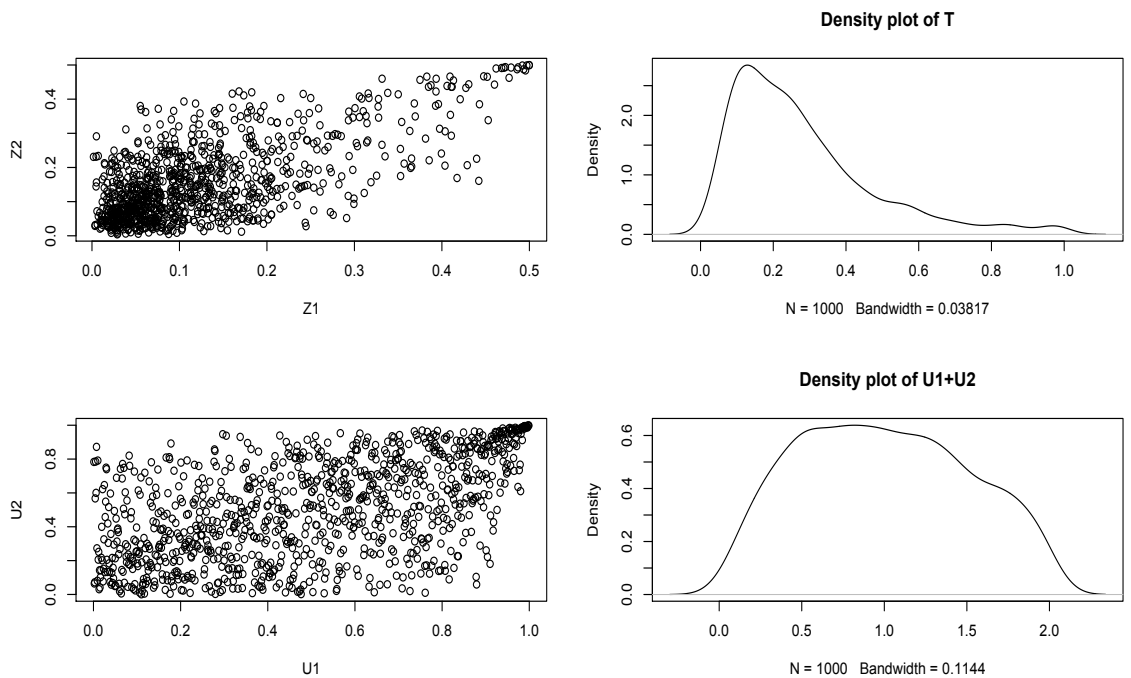 Density plot of T
Z2
0.0 0.2 0.4
0.0 0.1 0.2 0.3 0.4 0.5
Z1
Density
0.0 1.0 2.0
0.0 0.2 0.4 0.6 0.8 1.0
N = 1000 Bandwidth = 0.03817
Density plot of U1+U2
U2
0.0 0.4 0.8
0.0 0.2 0.4 0.6 0.8 1.0
U1
Density
0.0 0.2 0.4 0.6
0.0 0.5 1.0 1.5 2.0
N = 1000 Bandwidth = 0.1144